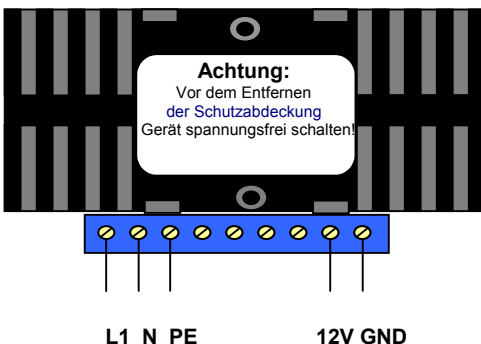 Achtung:
Vor dem Entfernen
der Schutzabdeckung
Gerät spannungsfrei schalten!
L1 N PE 12V GND